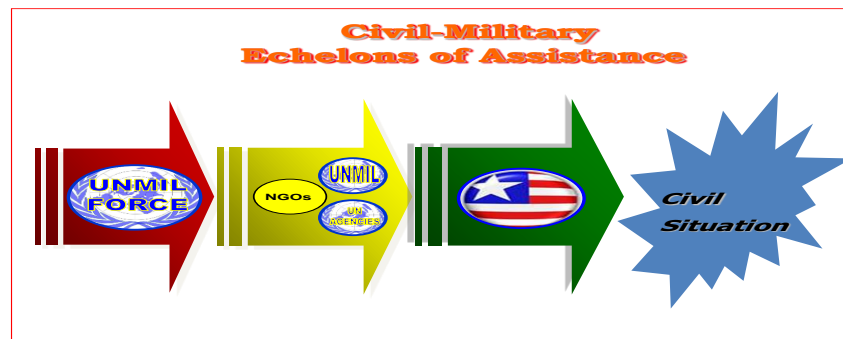 Civil-Military
Echelons of Assistance
UNMIL
FORCE
NGOs
UNMIL
UN
AGENCIES
Civil
Situation